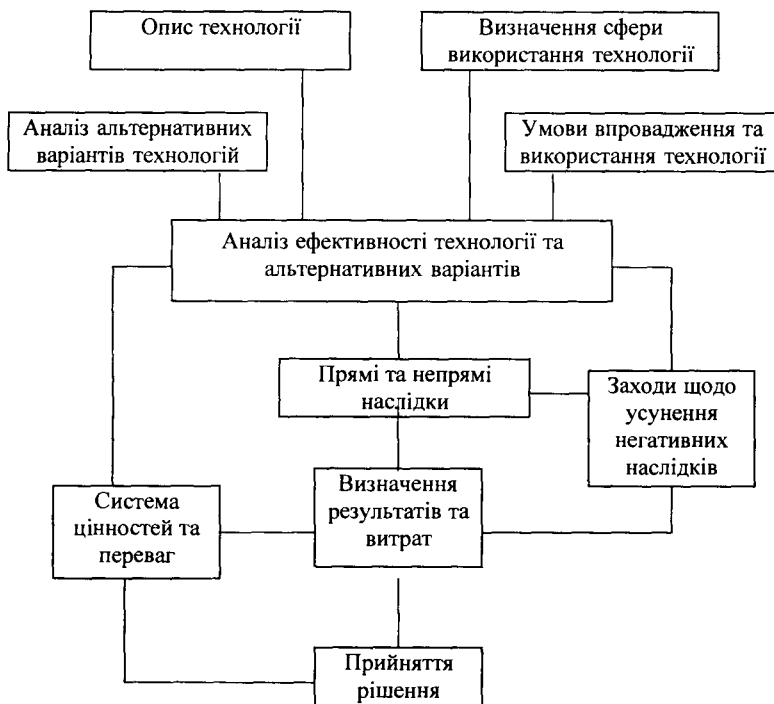 Опис технології
Визначення сфери
використання технології
Аналіз альтернативних
варіантів технологій
Умови впровадження та
використання технології
Аналіз ефективності технології та
альтернативних варіантів
Прямі та непрямі
наслідки
Заходи щодо
усунення
негативних
наслідків
Система
цінностей та
переваг
Визначення
результатів та
витрат
Прийняття
рішення